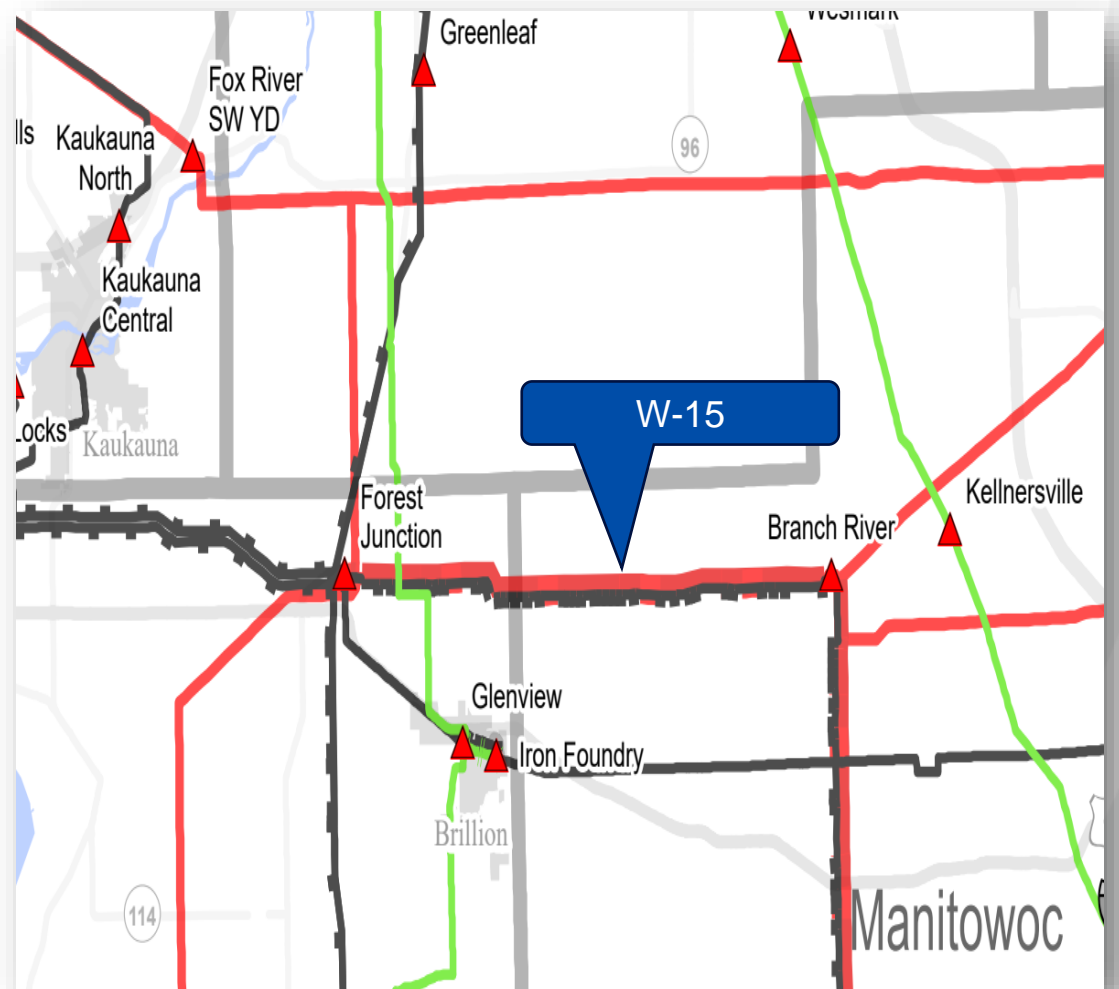 Greenleaf
Fox River
SW YD
Kaukauna
North
96
Kaukauna
Central
W-15
Locks
Kaukauna
Forest
Junction
Kellnersville
Branch River
Glenview
Iron Foundry
Brillion
114
Manitowoc